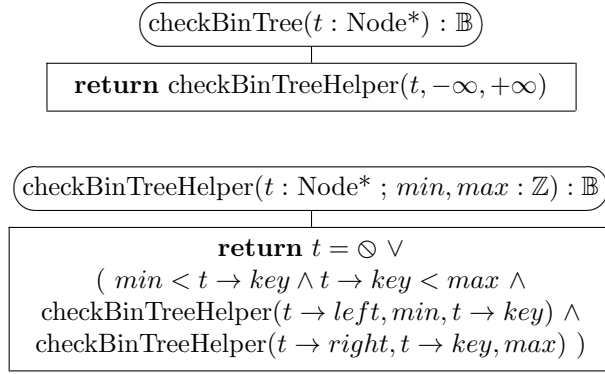 checkBinTree(t : Node*) : 𝔹
return checkBinTreeHelper(t, −∞, +∞)
checkBinTreeHelper(t : Node* ; min, max : ℤ) : 𝔹
return t = ⦸ ∨
( min < t → key ∧ t → key < max ∧
checkBinTreeHelper(t → left, min, t → key) ∧
checkBinTreeHelper(t → right, t → key, max) )